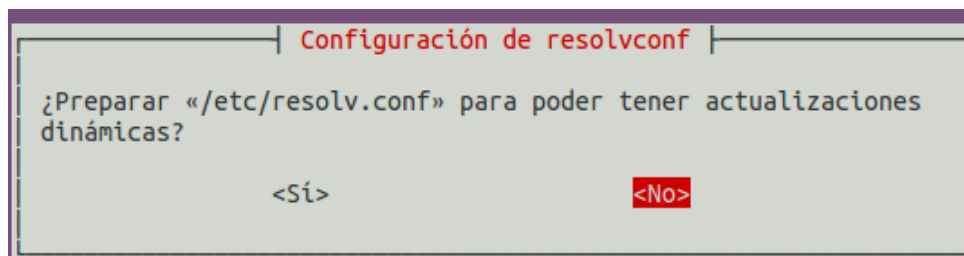 Configuración de resolvconf
¿Preparar «/etc/resolv.conf» para poder tener actualizaciones
dinámicas?
<Sí> <No>